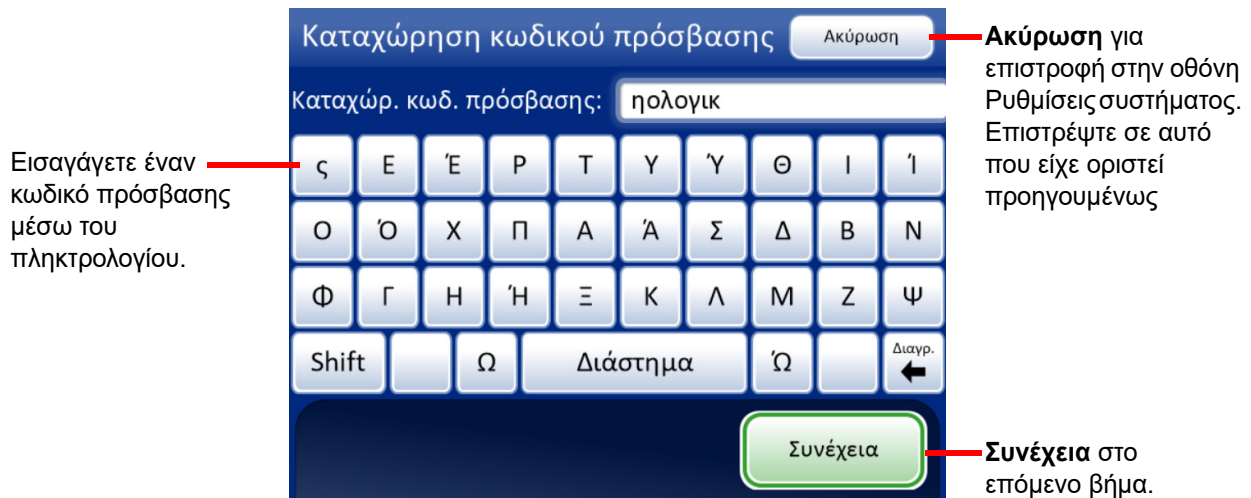 Καταχώρηση κωδικού πρόσβασης
Ακύρωση
Καταχώρ. κωδ. πρόσβασης: ηολογικ
ς Ε Έ Ρ Τ Υ Ύ Θ Ι Ί
Ο Ό Χ Π Α Ά Σ Δ Β Ν
Φ Γ Η Ή Ξ Κ Λ Μ Ζ Ψ
Shift Ω Διάστημα Ώ Διαγρ.
Συνέχεια
Εισαγάγετε έναν
κωδικό πρόσβασης
μέσω του
πληκτρολογίου.
Ακύρωση για
επιστροφή στην οθόνη
Ρυθμίσεις συστήματος.
Επιστρέψτε σε αυτό
που είχε οριστεί
προηγουμένως
Συνέχεια στο
επόμενο βήμα.